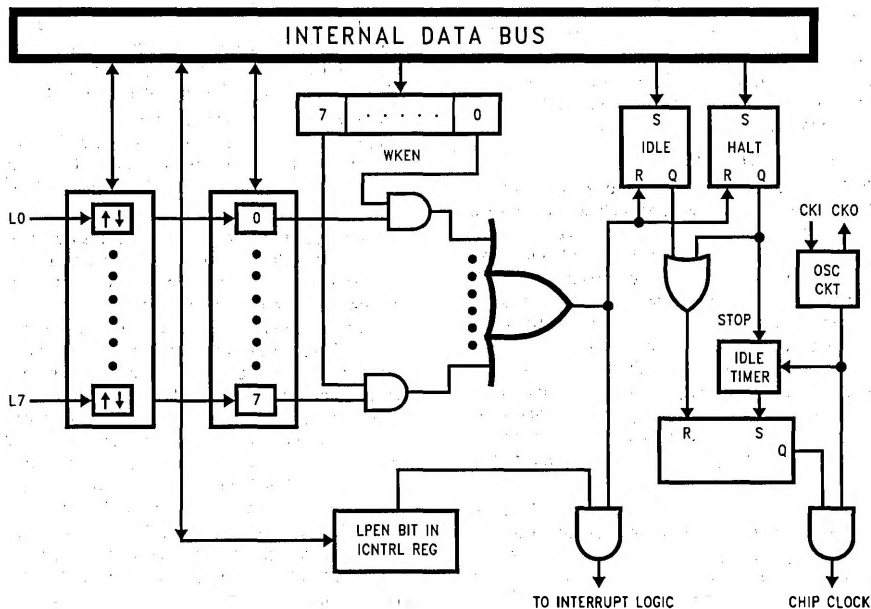 INTERNAL DATA BUS
7 ..... 0
WKEN
S
IDLE
R Q
S
HALT
R Q
L0
↑↓
0
CKI CKO
OSC
CKT
STOP
IDLE
TIMER
L7
↑↓
7
R S
Q
LPEN BIT IN
ICNTRL REG
TO INTERRUPT LOGIC
CHIP CLOCK